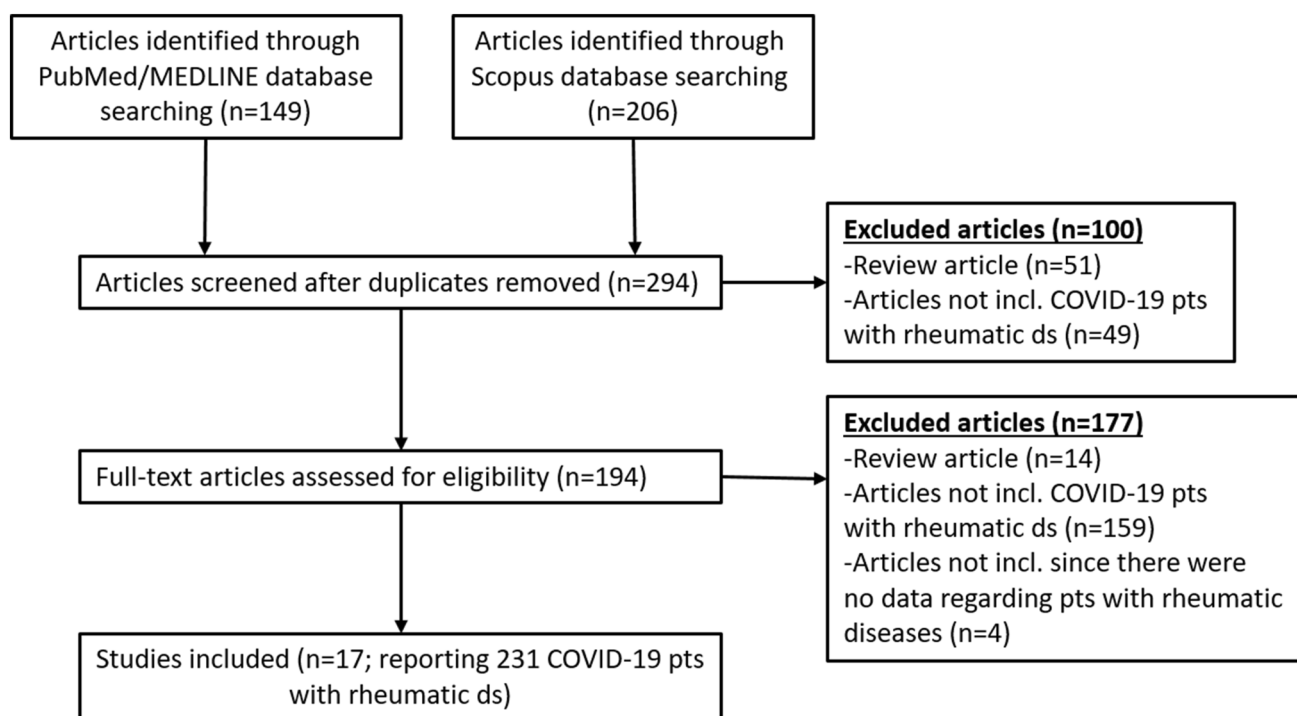 Articles identified through
PubMed/MEDLINE database
searching (n=149)
Articles identified through
Scopus database searching
(n=206)
Articles screened after duplicates removed (n=294)
Excluded articles (n=100)
-Review article (n=51)
-Articles not incl. COVID-19 pts
with rheumatic ds (n=49)
Full-text articles assessed for eligibility (n=194)
Excluded articles (n=177)
-Review article (n=14)
-Articles not incl. COVID-19 pts
with rheumatic ds (n=159)
-Articles not incl. since there were
no data regarding pts with rheumatic
diseases (n=4)
Studies included (n=17; reporting 231 COVID-19 pts
with rheumatic ds)